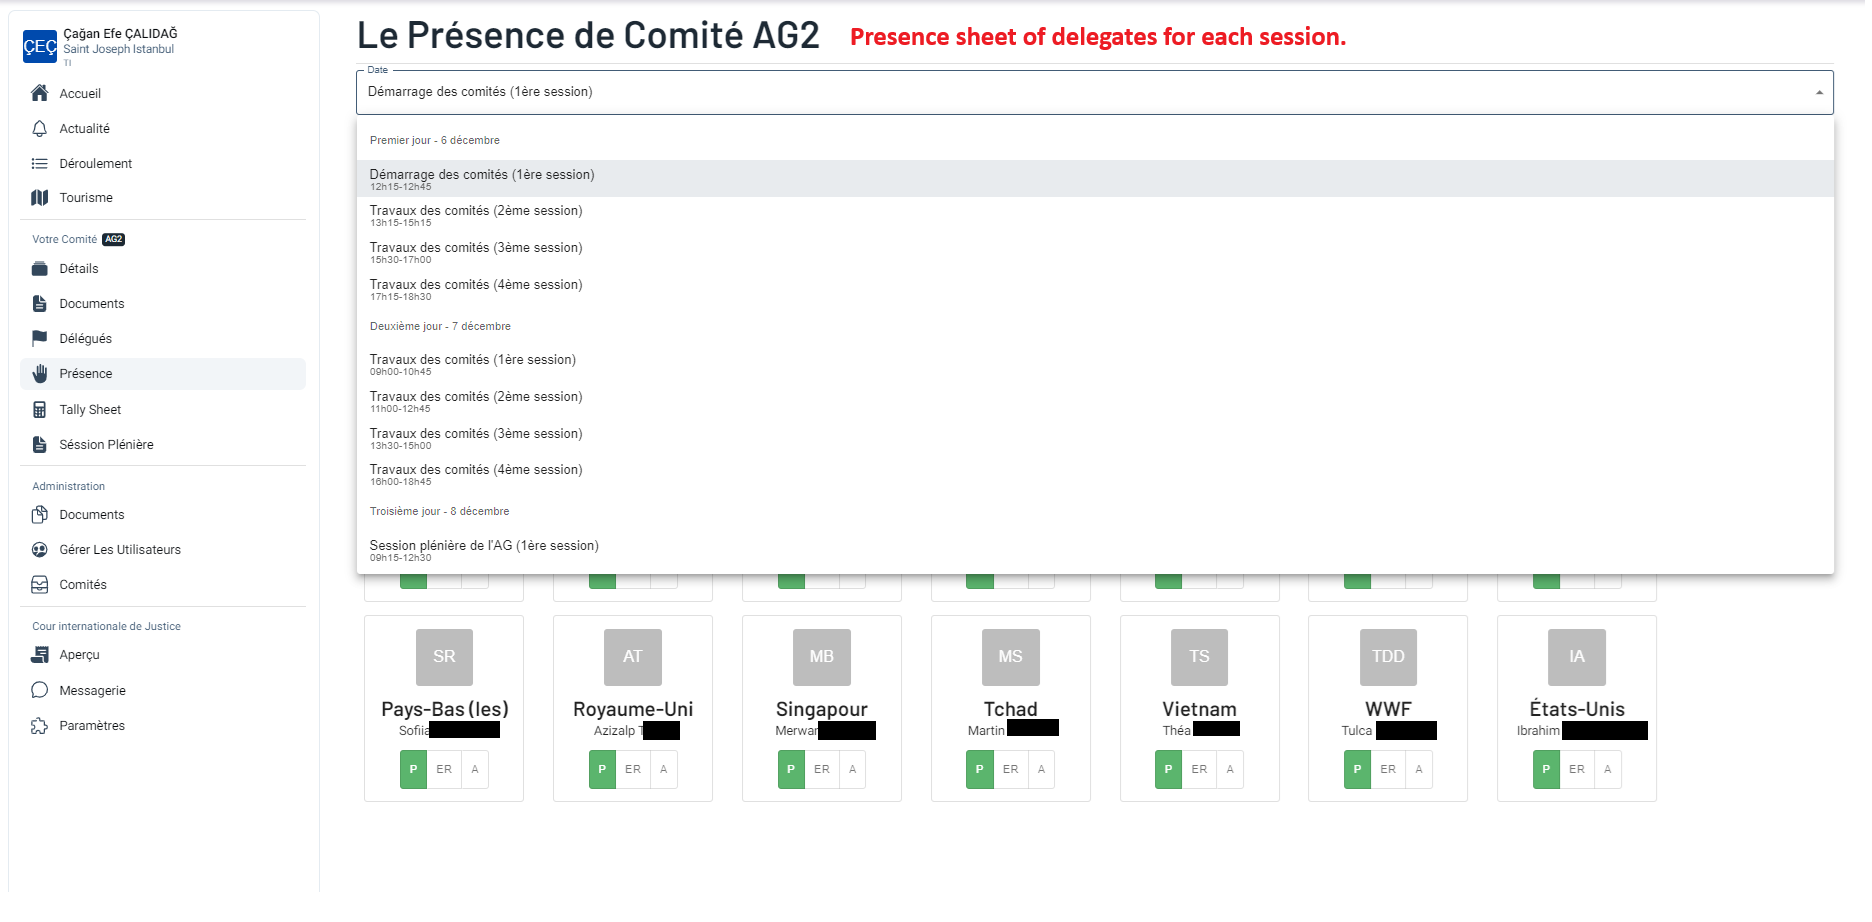 ÇEÇ
Çağan Efe ÇALIDAĞ
Saint Joseph Istanbul
TI
Accueil
Actualité
Déroulement
Tourisme
Votre Comité AG2
Détails
Documents
Délégués
Présence
Tally Sheet
Séssion Plénière
Administration
Documents
Gérer Les Utilisateurs
Comités
Cour internationale de Justice
Aperçu
Messagerie
Paramètres
Le Présence de Comité AG2
Presence sheet of delegates for each session.
Date
Démarrage des comités (1ère session)
Premier jour - 6 décembre
Démarrage des comités (1ère session)
12h15-12h45
Travaux des comités (2ème session)
13h15-15h15
Travaux des comités (3ème session)
15h30-17h00
Travaux des comités (4ème session)
17h15-18h30
Deuxième jour - 7 décembre
Travaux des comités (1ère session)
09h00-10h45
Travaux des comités (2ème session)
11h00-12h45
Travaux des comités (3ème session)
13h30-15h00
Travaux des comités (4ème session)
16h00-18h45
Troisième jour - 8 décembre
Session plénière de l'AG (1ère session)
09h15-12h30
SR
Pays-Bas (les)
Sofiia
P ER A
AT
Royaume-Uni
Azizalp T
P ER A
MB
Singapour
Merwan
P ER A
MS
Tchad
Martin
P ER A
TS
Vietnam
Théa
P ER A
TDD
WWF
Tulca
P ER A
IA
États-Unis
Ibrahim
P ER A